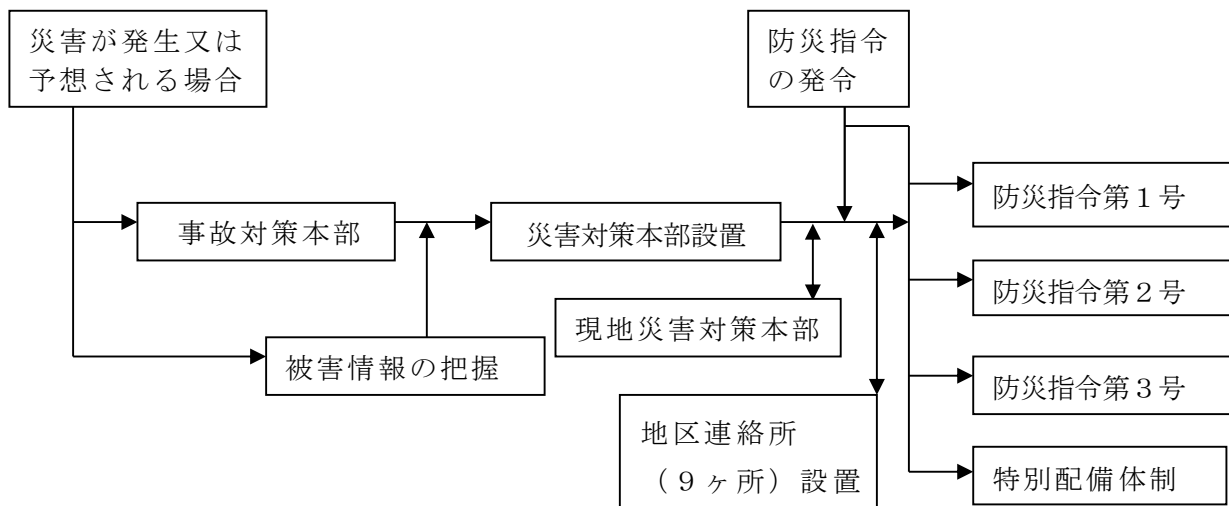 災害が発生又は
予想される場合
防災指令
の発令
防災指令第１号
事故対策本部
災害対策本部設置
防災指令第２号
現地災害対策本部
被害情報の把握
防災指令第３号
地区連絡所
（９ヶ所）設置
特別配備体制